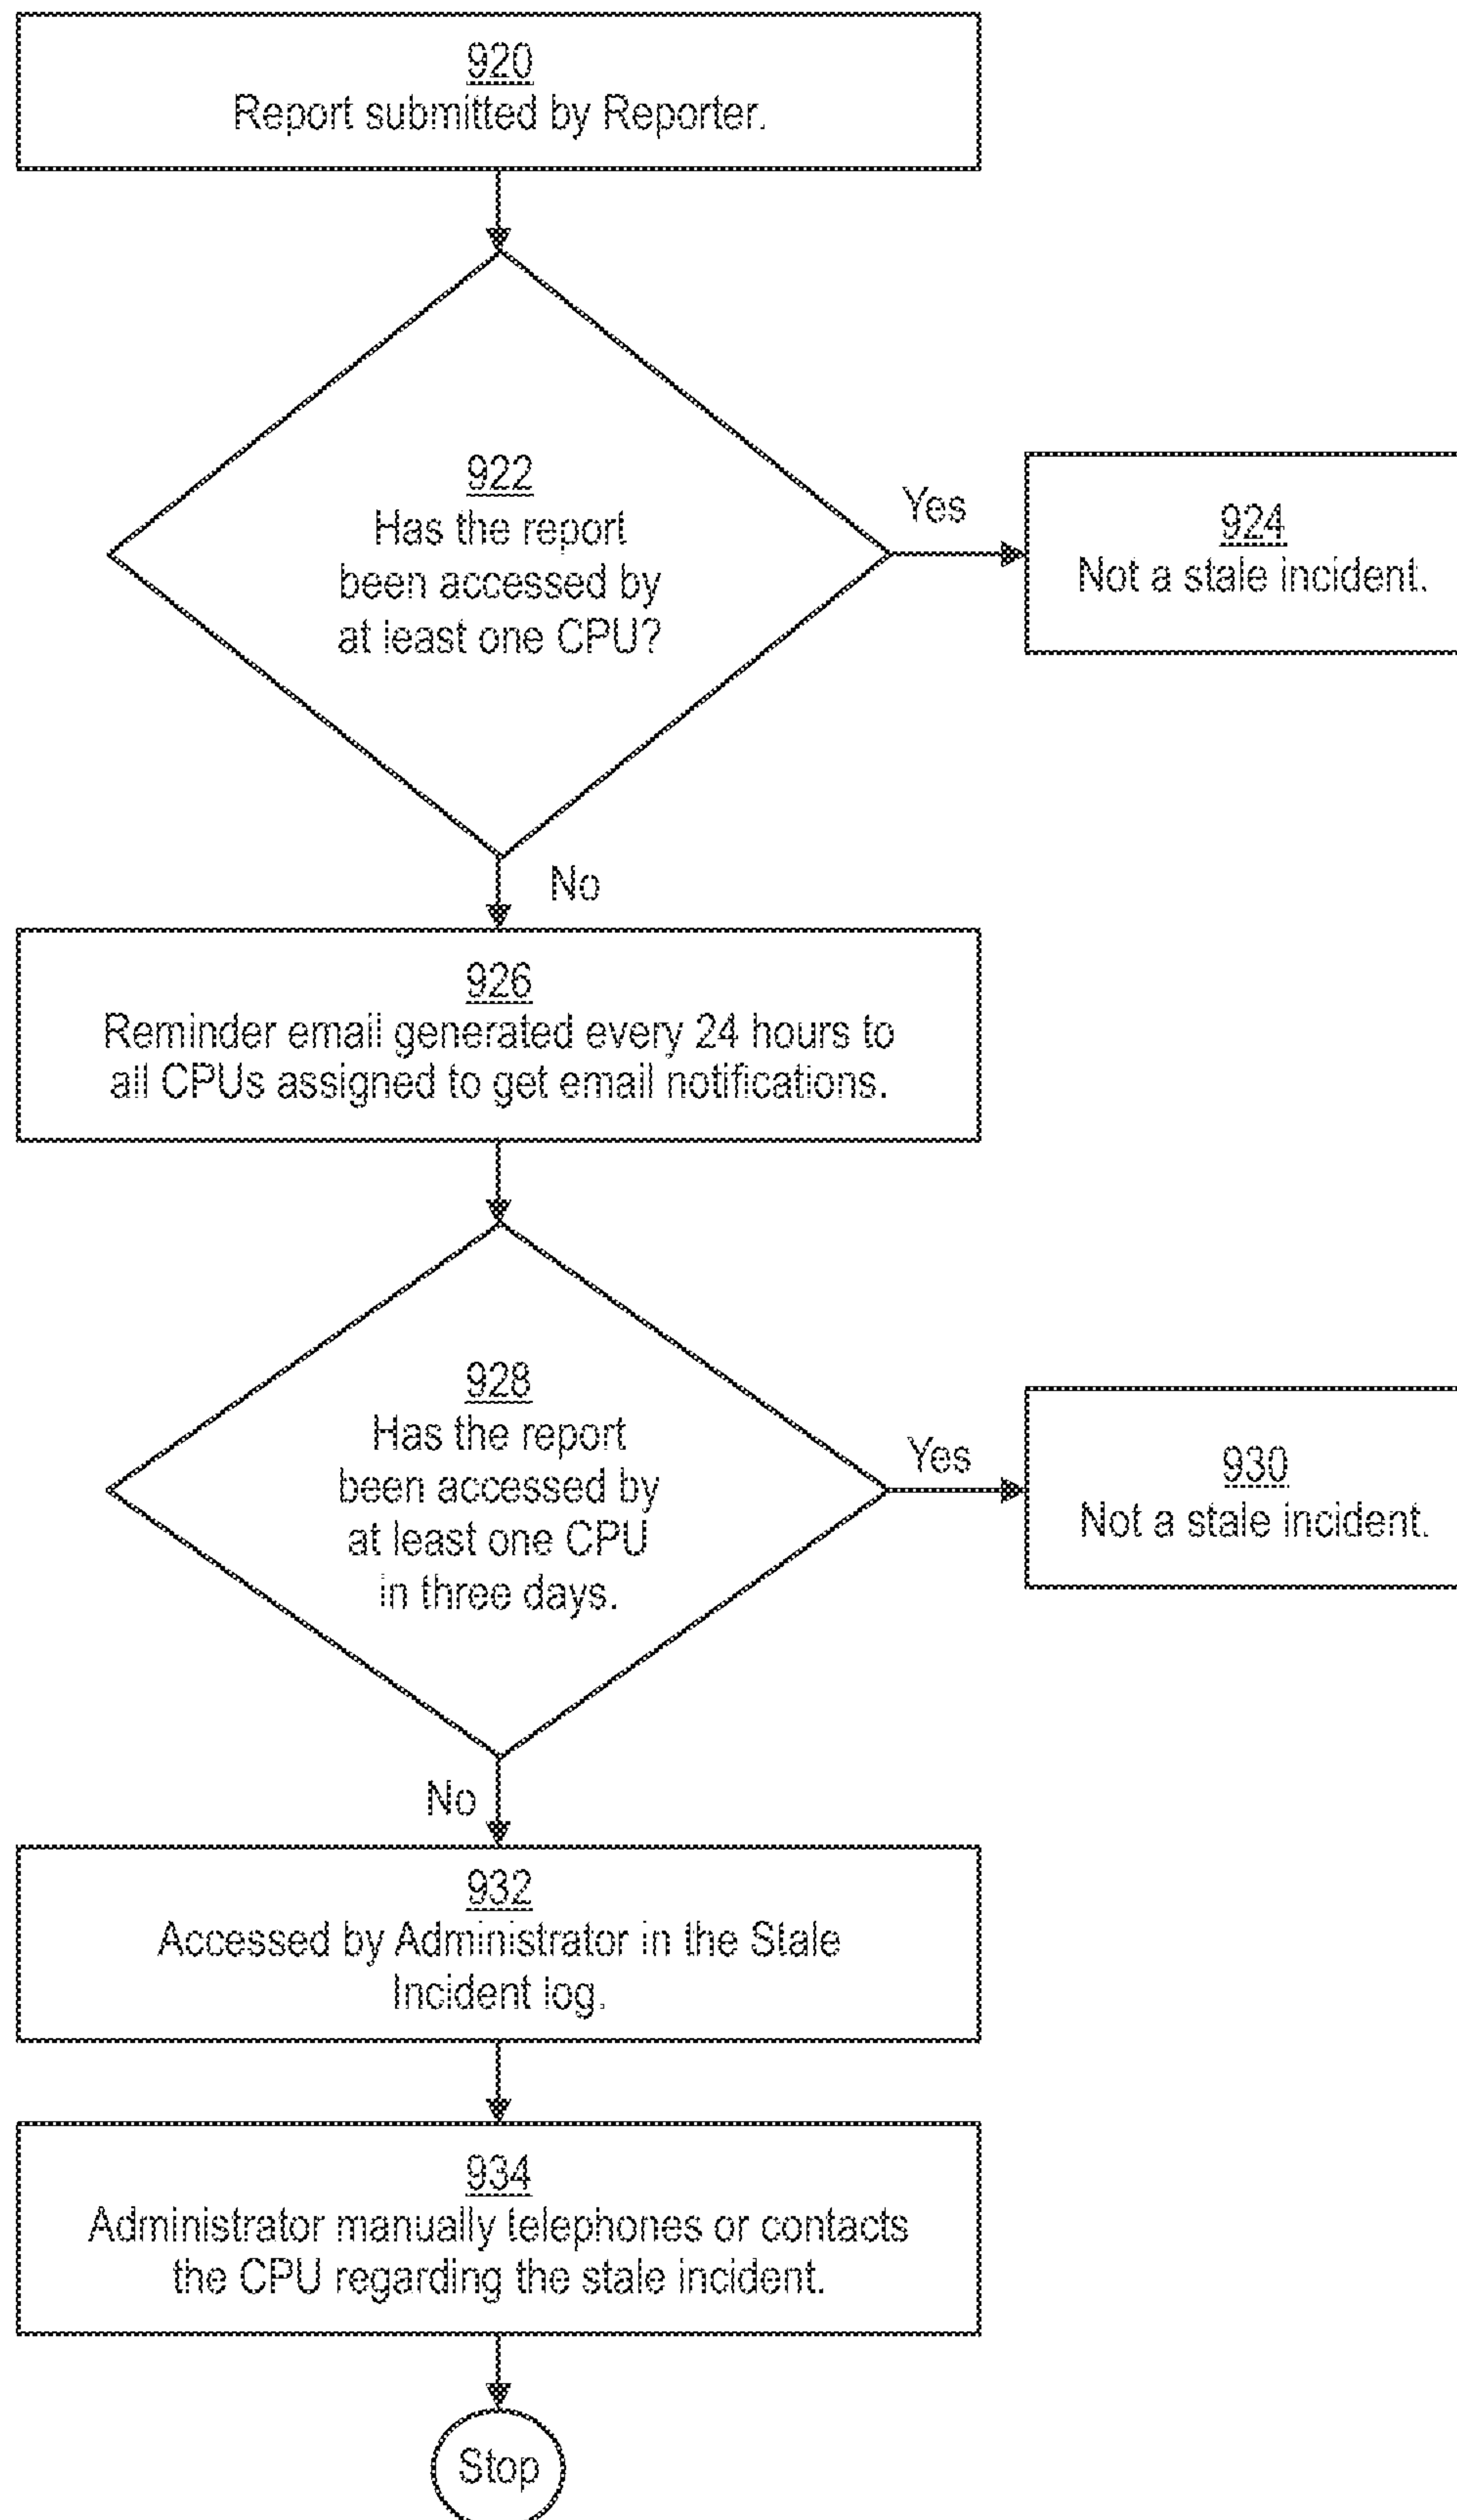 920
Report submitted by Reporter.
922
Has the report
been accessed by
at least one CPU?
Yes
924
Not a stale incident.
No
926
Reminder email generated every 24 hours to
all CPUs assigned to get email notifications.
928
Has the report
been accessed by
at least one CPU
in three days.
Yes
930
Not a stale incident.
No
932
Accessed by Administrator in the Stale
Incident log.
934
Administrator manually telephones or contacts
the CPU regarding the stale incident.
Stop